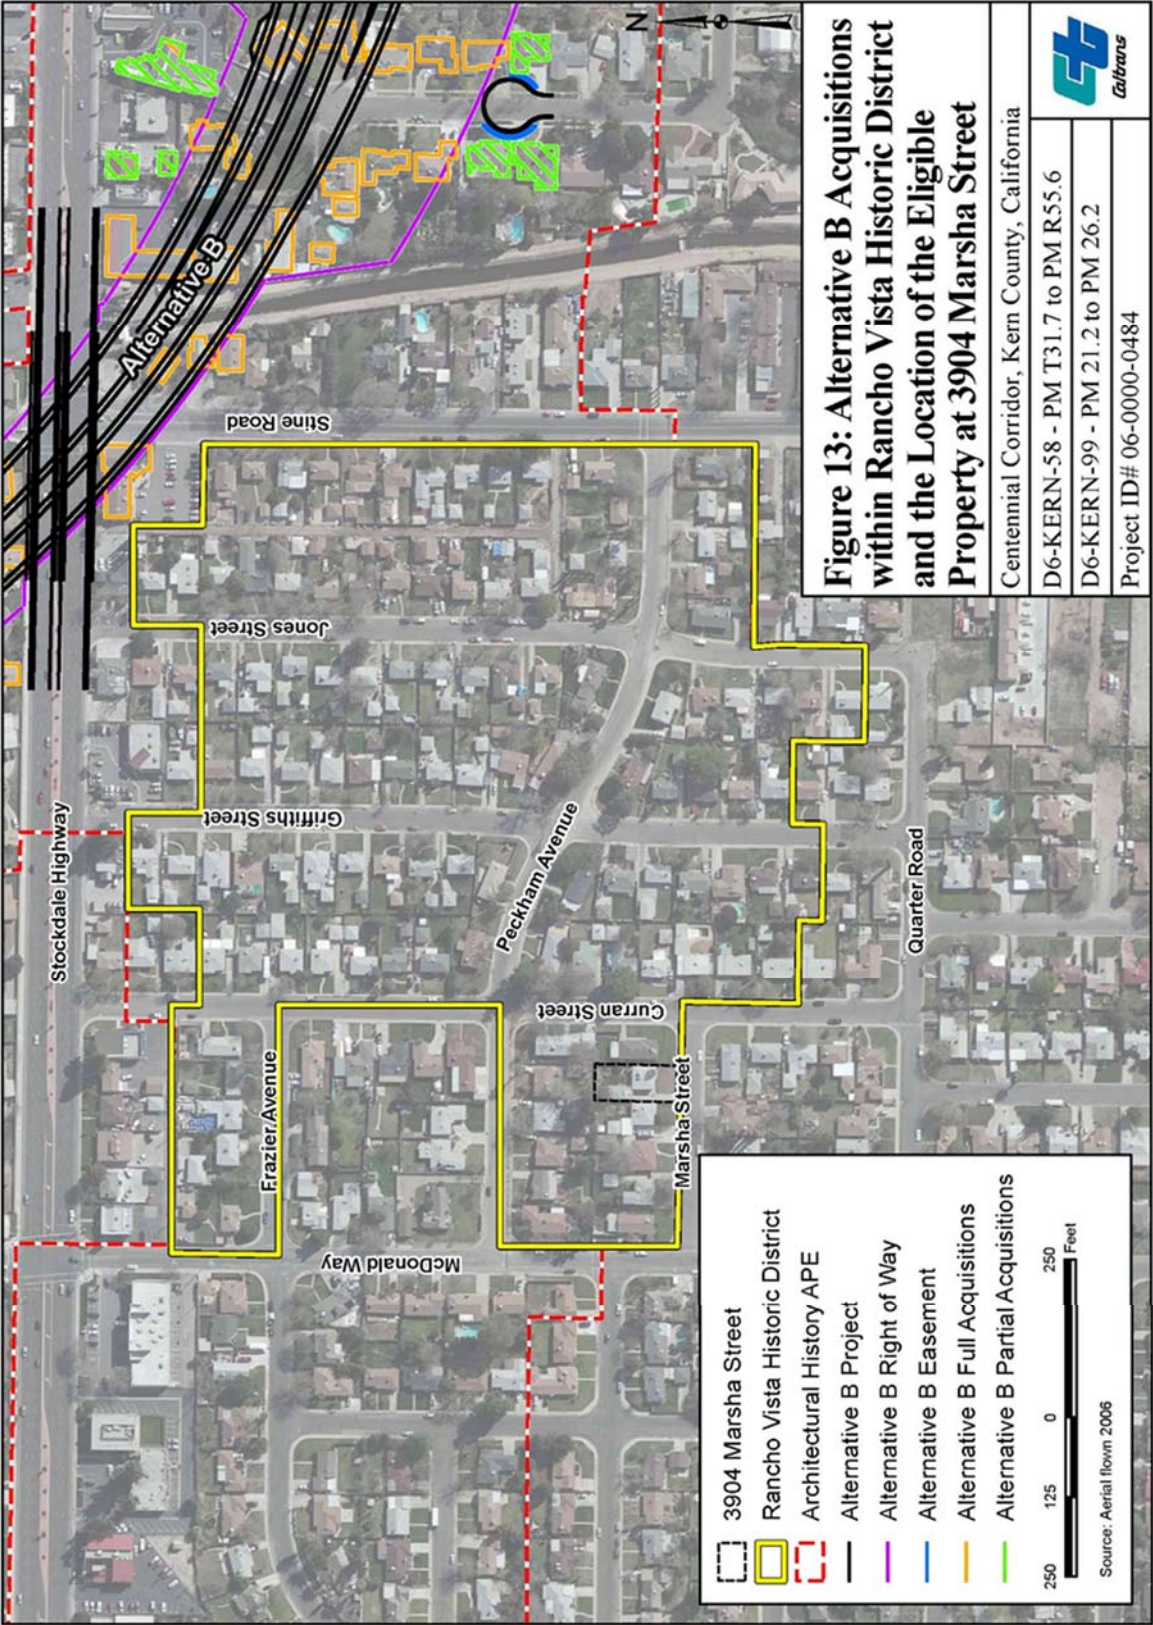 Stockdale Highway
Alternative B
Stine Road
Jones Street
Griffiths Street
Peckham Avenue
Curran Street
Frazier Avenue
McDonald Way
Marsha Street
Quarter Road
N
3904 Marsha Street
Rancho Vista Historic District
Architectural History APE
Alternative B Project
Alternative B Right of Way
Alternative B Easement
Alternative B Full Acquisitions
Alternative B Partial Acquisitions
250 125 0 250
Feet
Source: Aerial flown 2006
Figure 13: Alternative B Acquisitions
within Rancho Vista Historic District
and the Location of the Eligible
Property at 3904 Marsha Street
Centennial Corridor, Kern County, California
D6-KERN-58 - PM T31.7 to PM R55.6
D6-KERN-99 - PM 21.2 to PM 26.2
Project ID# 06-0000-0484
Caltrans